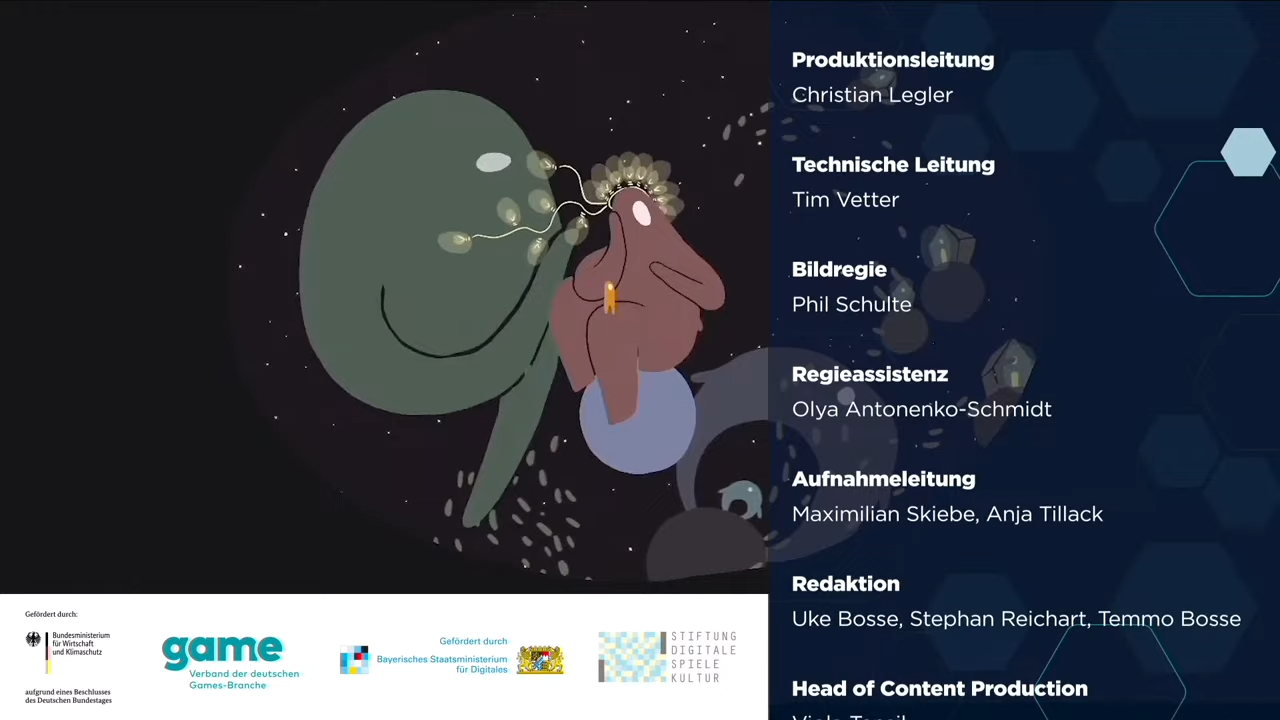 Produktionsleitung
Christian Legler
Technische Leitung
Tim Vetter
Bildregie
Phil Schulte
Regieassistenz
Olya Antonenko-Schmidt
Aufnahmeleitung
Maximilian Skiebe, Anja Tillack
Redaktion
Uke Bosse, Stephan Reichart, Temmo Bosse
Head of Content Production
Gefördert durch:
Bundesministerium
für Wirtschaft
und Klimaschutz
aufgrund eines Beschlusses
des Deutschen Bundestages
game
Verband der deutschen
Games-Branche
Gefördert durch
Bayerisches Staatsministerium
für Digitales
STIFTUNG
DIGITALE
SPIELE
KULTUR